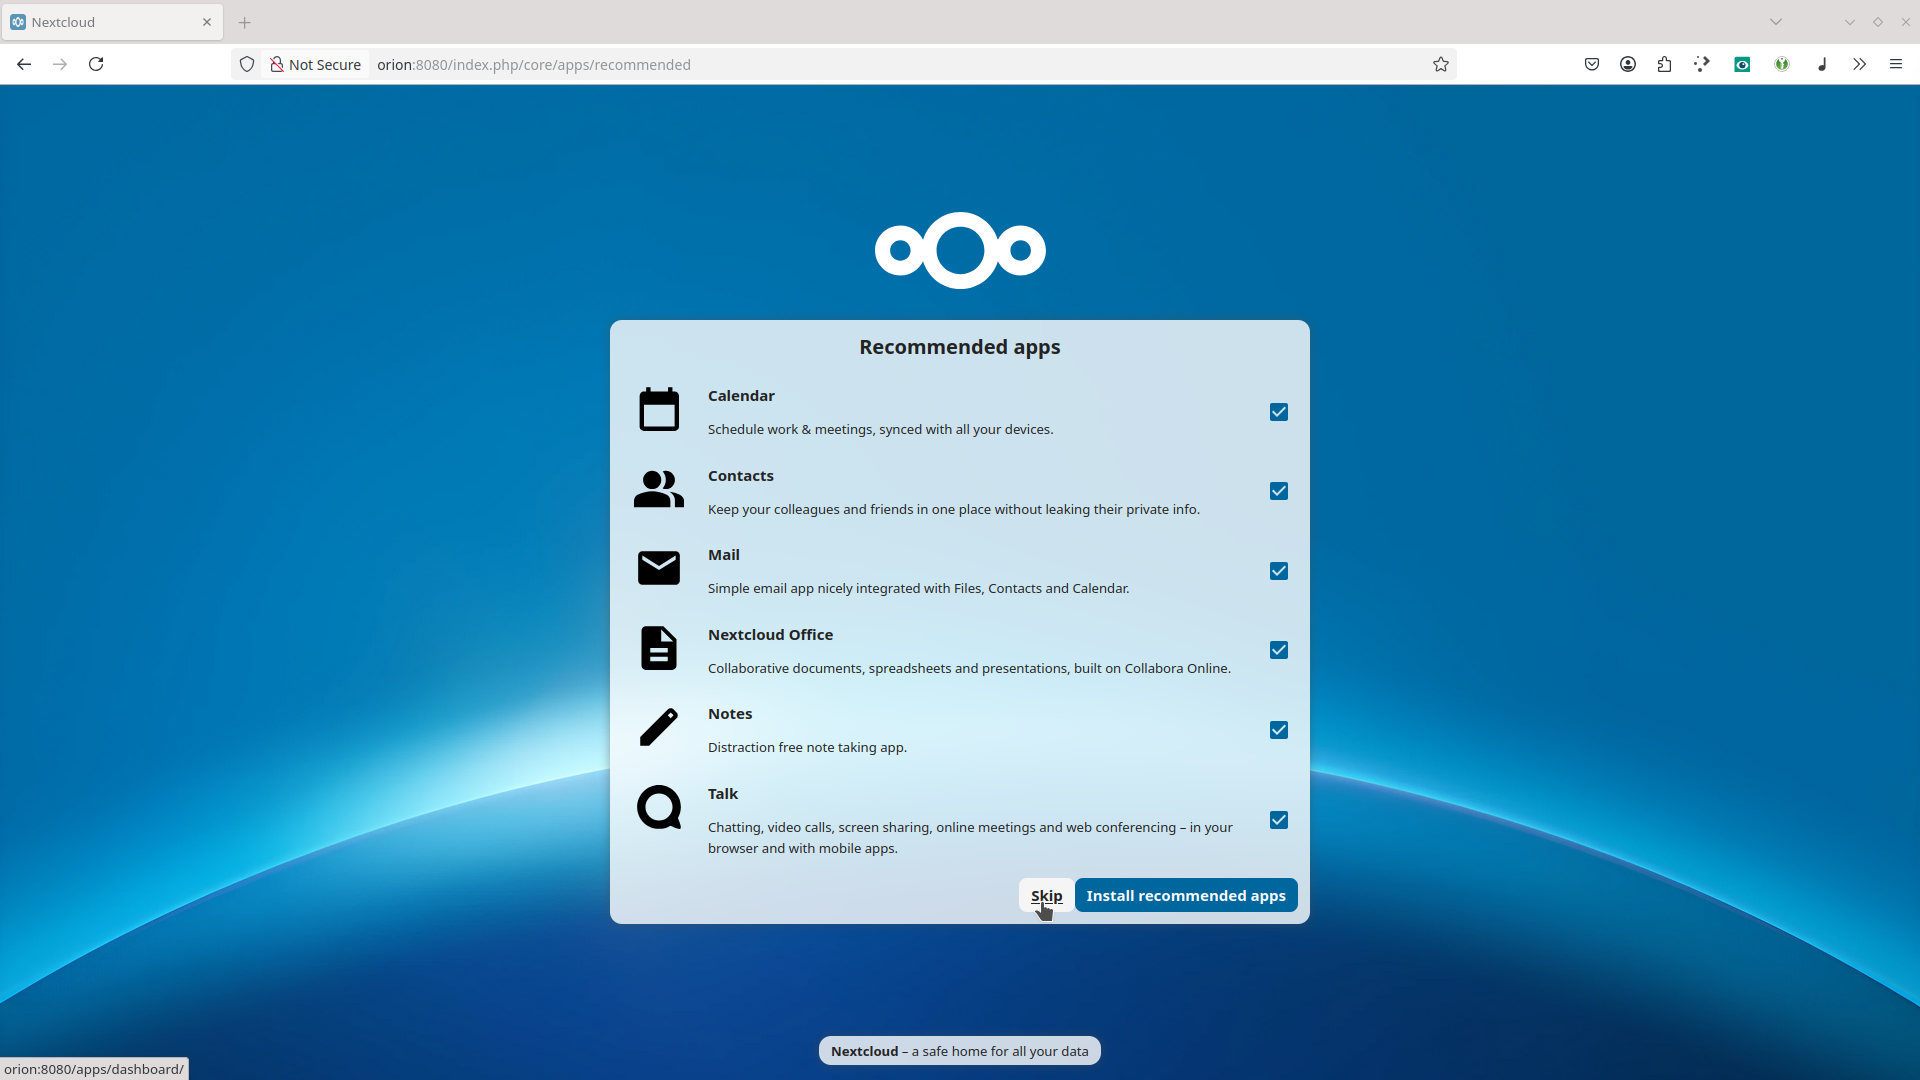 Nextcloud
Not Secure
orion:8080/index.php/core/apps/recommended
Recommended apps
Calendar
Schedule work & meetings, synced with all your devices.
Contacts
Keep your colleagues and friends in one place without leaking their private info.
Mail
Simple email app nicely integrated with Files, Contacts and Calendar.
Nextcloud Office
Collaborative documents, spreadsheets and presentations, built on Collabora Online.
Notes
Distraction free note taking app.
Talk
Chatting, video calls, screen sharing, online meetings and web conferencing – in your
browser and with mobile apps.
Skip
Install recommended apps
Nextcloud – a safe home for all your data
orion:8080/apps/dashboard/